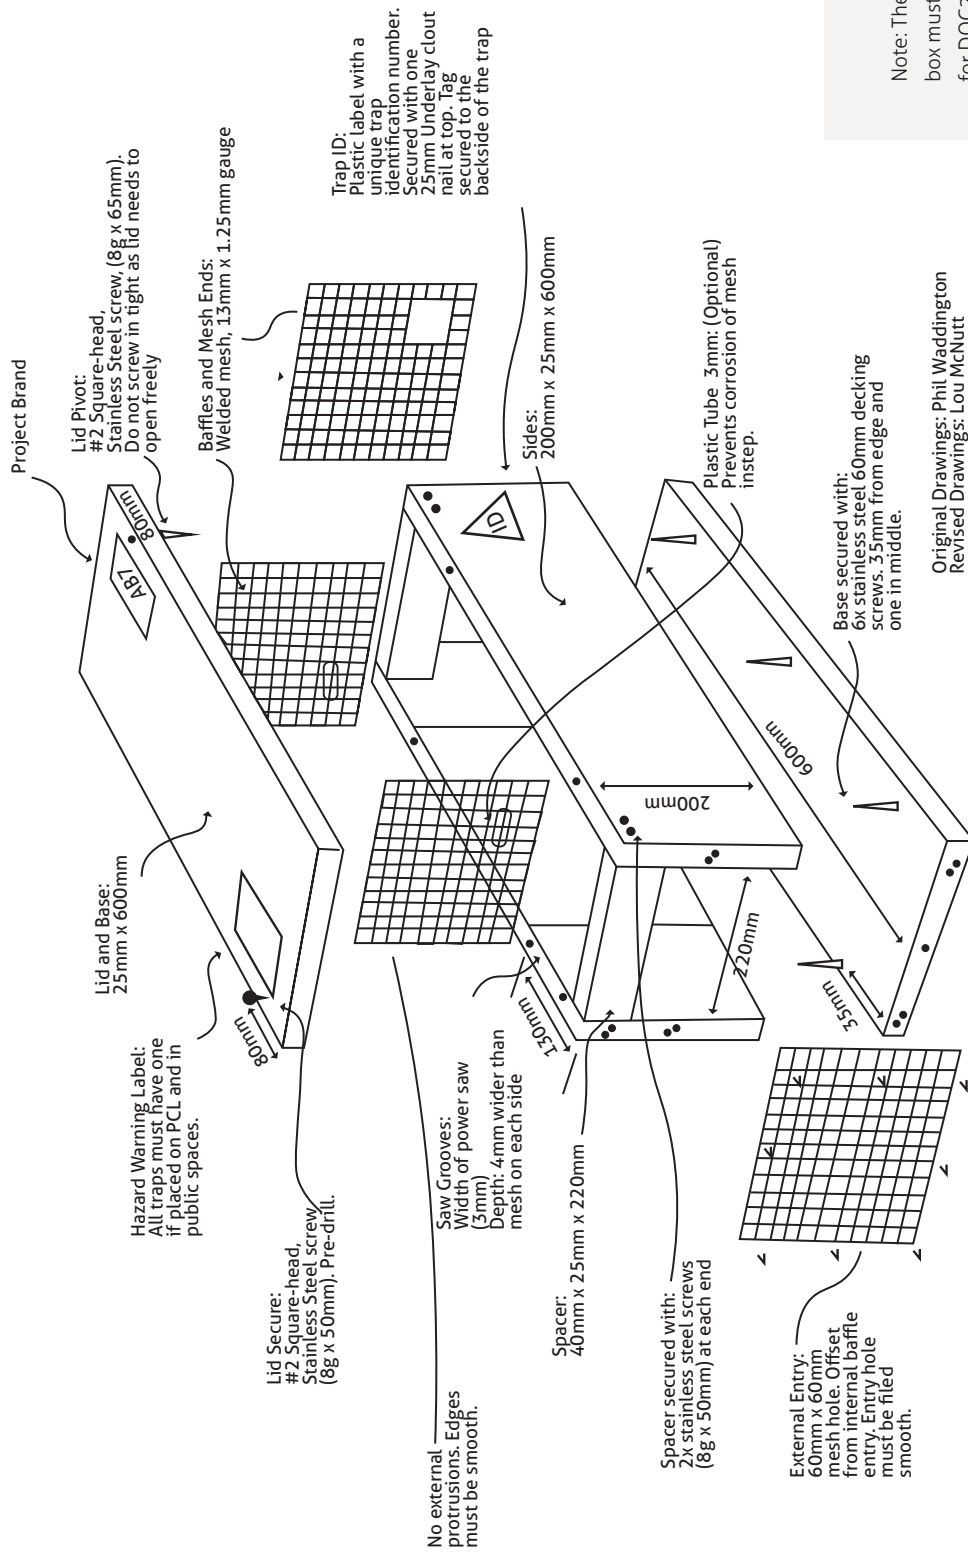 Project Brand
Lid Pivot:
#2 Square-head,
Stainless Steel screw, (8g x 65mm).
Do not screw in tight as lid needs to
open freely
Baffles and Mesh Ends:
Welded mesh, 13mm x 1.25mm gauge
Trap ID:
Plastic label with a
unique trap
identification number.
Secured with one
25mm Underlay clout
nail at top. Tag
secured to the
backside of the trap
AB7
80mm
Lid and Base:
25mm x 600mm
Hazard Warning Label:
All traps must have one
if placed on PCL and in
public spaces.
80mm
Lid Secure:
#2 Square-head,
Stainless Steel screw
(8g x 50mm). Pre-drill.
No external
protrusions. Edges
must be smooth.
Saw Grooves:
Width of power saw
(3mm)
Depth: 4mm wider than
mesh on each side
130mm
Spacer:
40mm x 25mm x 220mm
Spacer secured with:
2x stainless steel screws
(8g x 50mm) at each end
External Entry:
60mm x 60mm
mesh hole. Offset
from internal baffle
entry. Entry hole
must be filed
smooth.
ID
Sides:
200mm x 25mm x 600mm
200mm
220mm
Plastic Tube 3mm: (Optional)
Prevents corrosion of mesh
instep.
600mm
35mm
Base secured with:
6x stainless steel 60mm decking
screws. 35mm from edge and
one in middle.
Original Drawings: Phil Waddington
Revised Drawings: Lou McNutt
Note: The
box must
for DOC